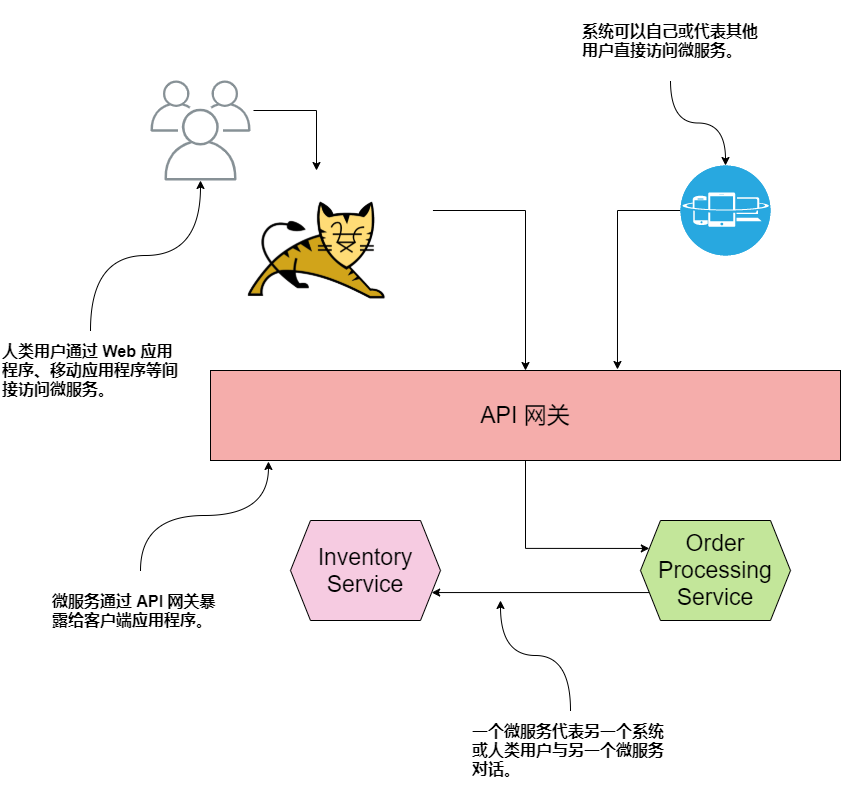 系统可以自己或代表其他
用户直接访问微服务。
人类用户通过 Web 应用
程序、移动应用程序等间
接访问微服务。
API 网关
Inventory
Service
Order
Processing
Service
微服务通过 API 网关暴
露给客户端应用程序。
一个微服务代表另一个系统
或人类用户与另一个微服务
对话。